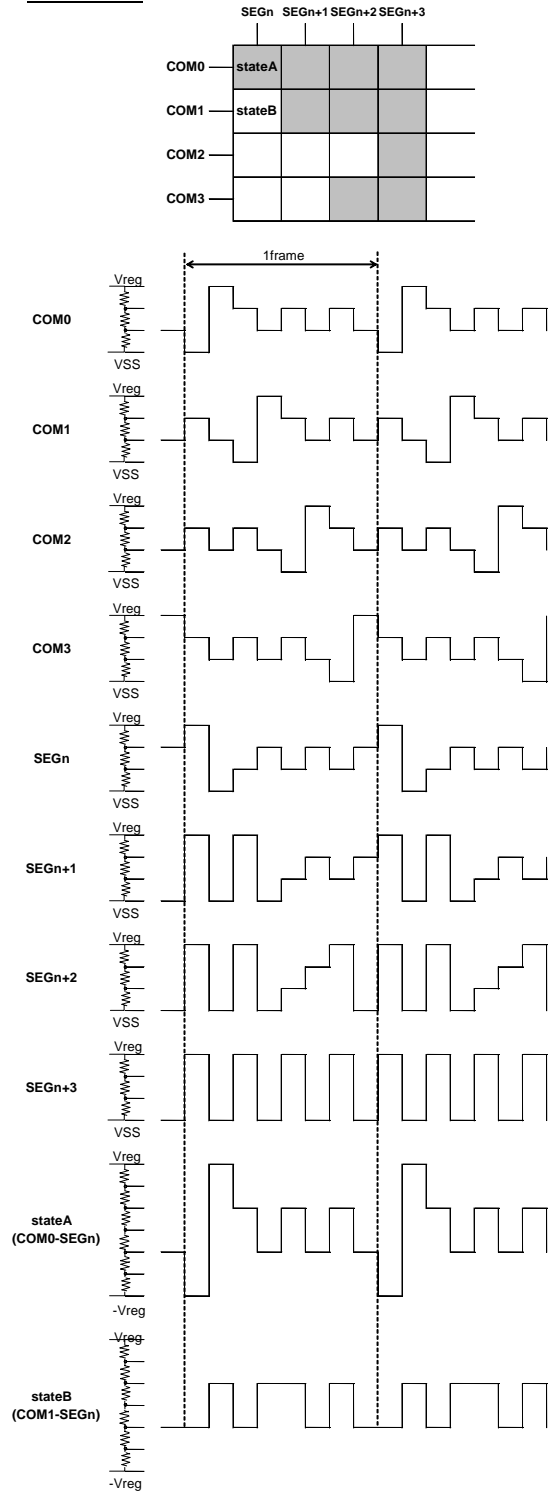 SEGn SEGn+1 SEGn+2 SEGn+3
COM0 stateA
COM1 stateB
COM2
COM3
1frame
Vreg
COM0
VSS
Vreg
COM1
VSS
Vreg
COM2
VSS
Vreg
COM3
VSS
Vreg
SEGn
VSS
Vreg
SEGn+1
VSS
Vreg
SEGn+2
VSS
Vreg
SEGn+3
VSS
Vreg
stateA
(COM0-SEGn)
-Vreg
Vreg
stateB
(COM1-SEGn)
-Vreg